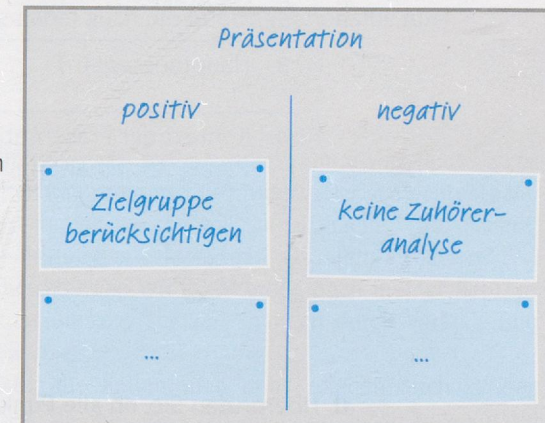 Präsentation
positiv
negativ
Zielgruppe
berücksichtigen
keine Zuhörer-
analyse
...
...